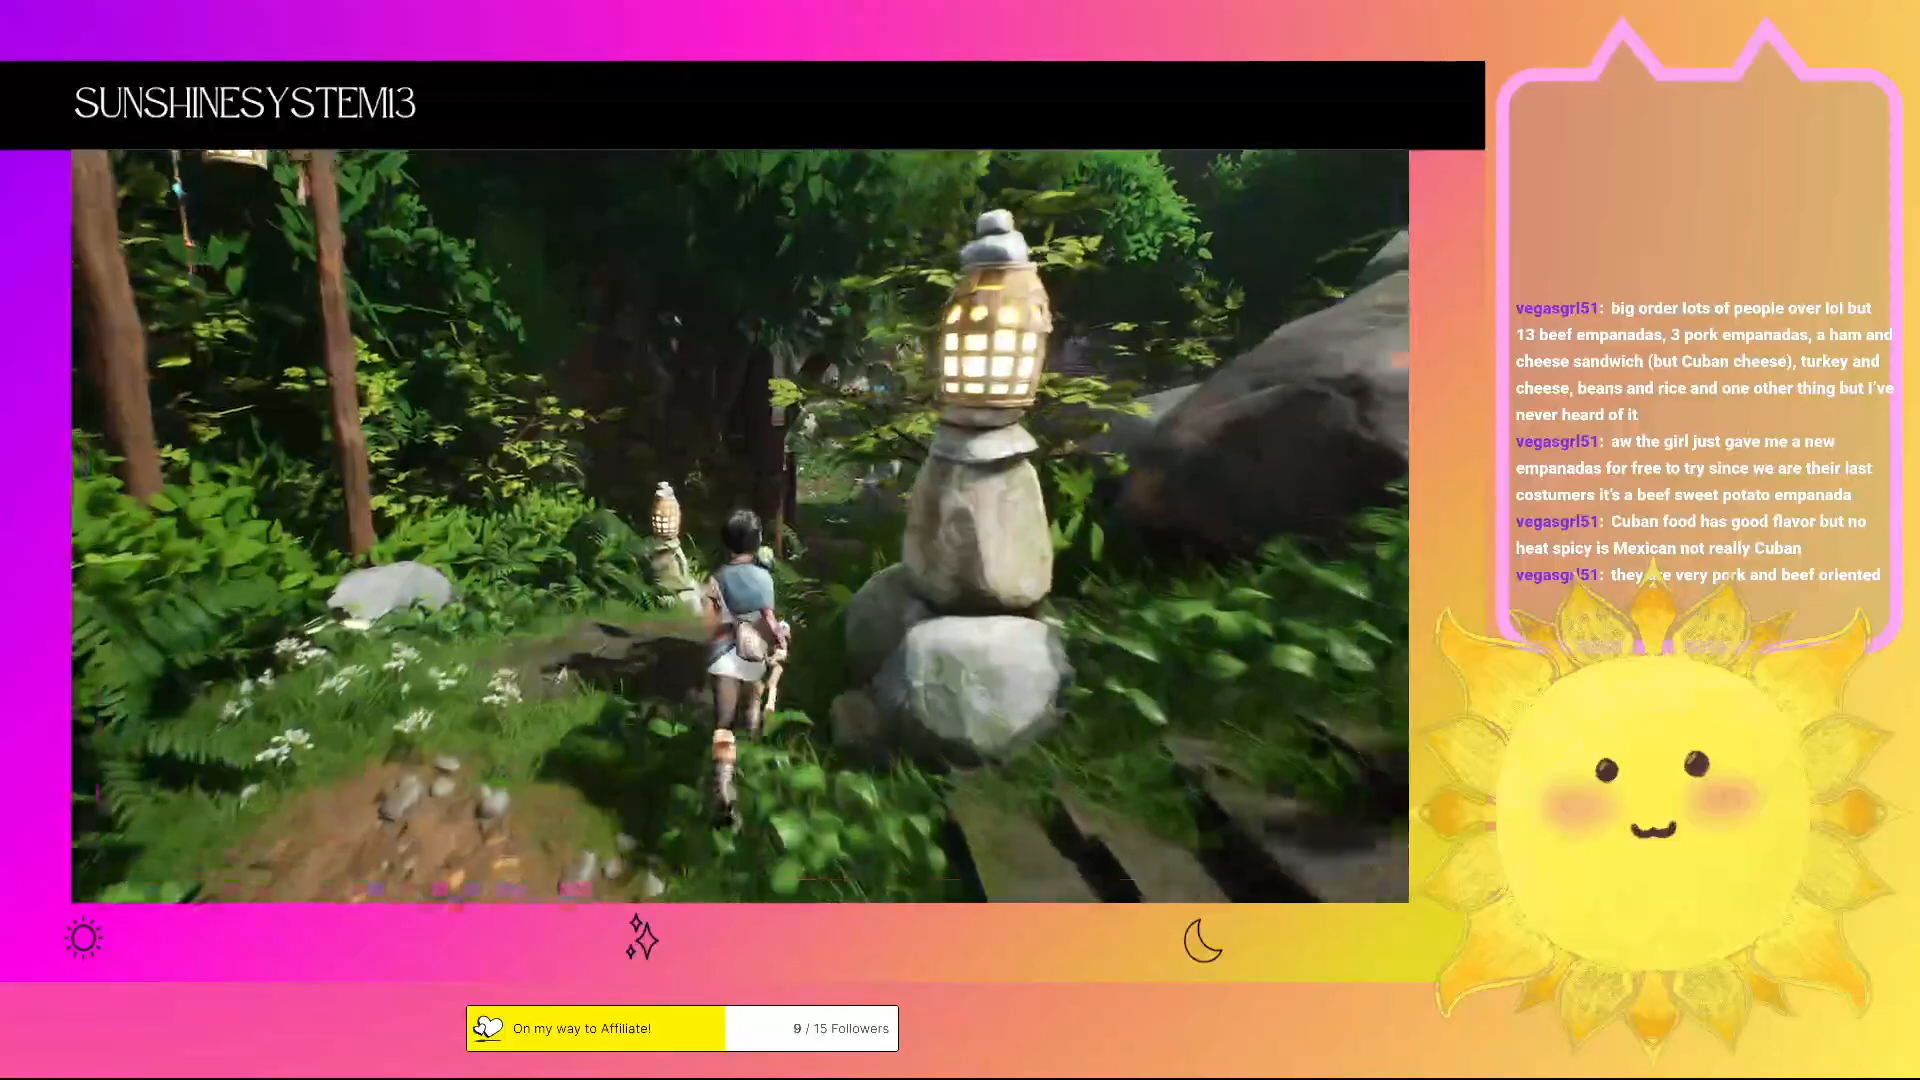 SUNSHINESYSTEM13
vegasgrl51: big order lots of people over lol but
13 beef empanadas, 3 pork empanadas, a ham and
cheese sandwich (but Cuban cheese), turkey and
cheese, beans and rice and one other thing but I've
never heard of it
vegasgrl51: aw the girl just gave me a new
empanadas for free to try since we are their last
costumers it's a beef sweet potato empanada
vegasgrl51: Cuban food has good flavor but no
heat spicy is Mexican not really Cuban
vegasgrl51: they are very pork and beef oriented
On my way to Affiliate! 9 / 15 Followers